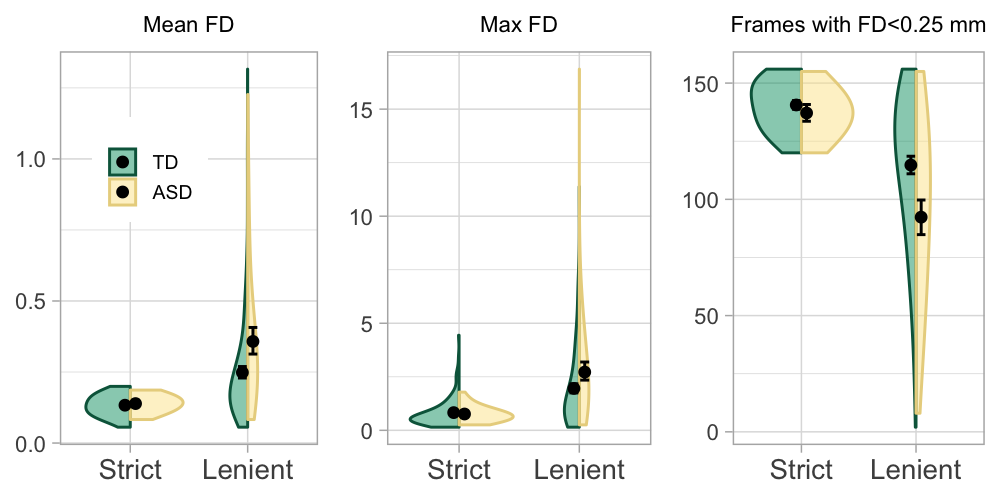 Mean FD
Max FD
Frames with FD<0.25 mm
1.0
0.5
0.0
TD
ASD
Strict
Lenient
15
10
5
0
Strict
Lenient
150
100
50
0
Strict
Lenient